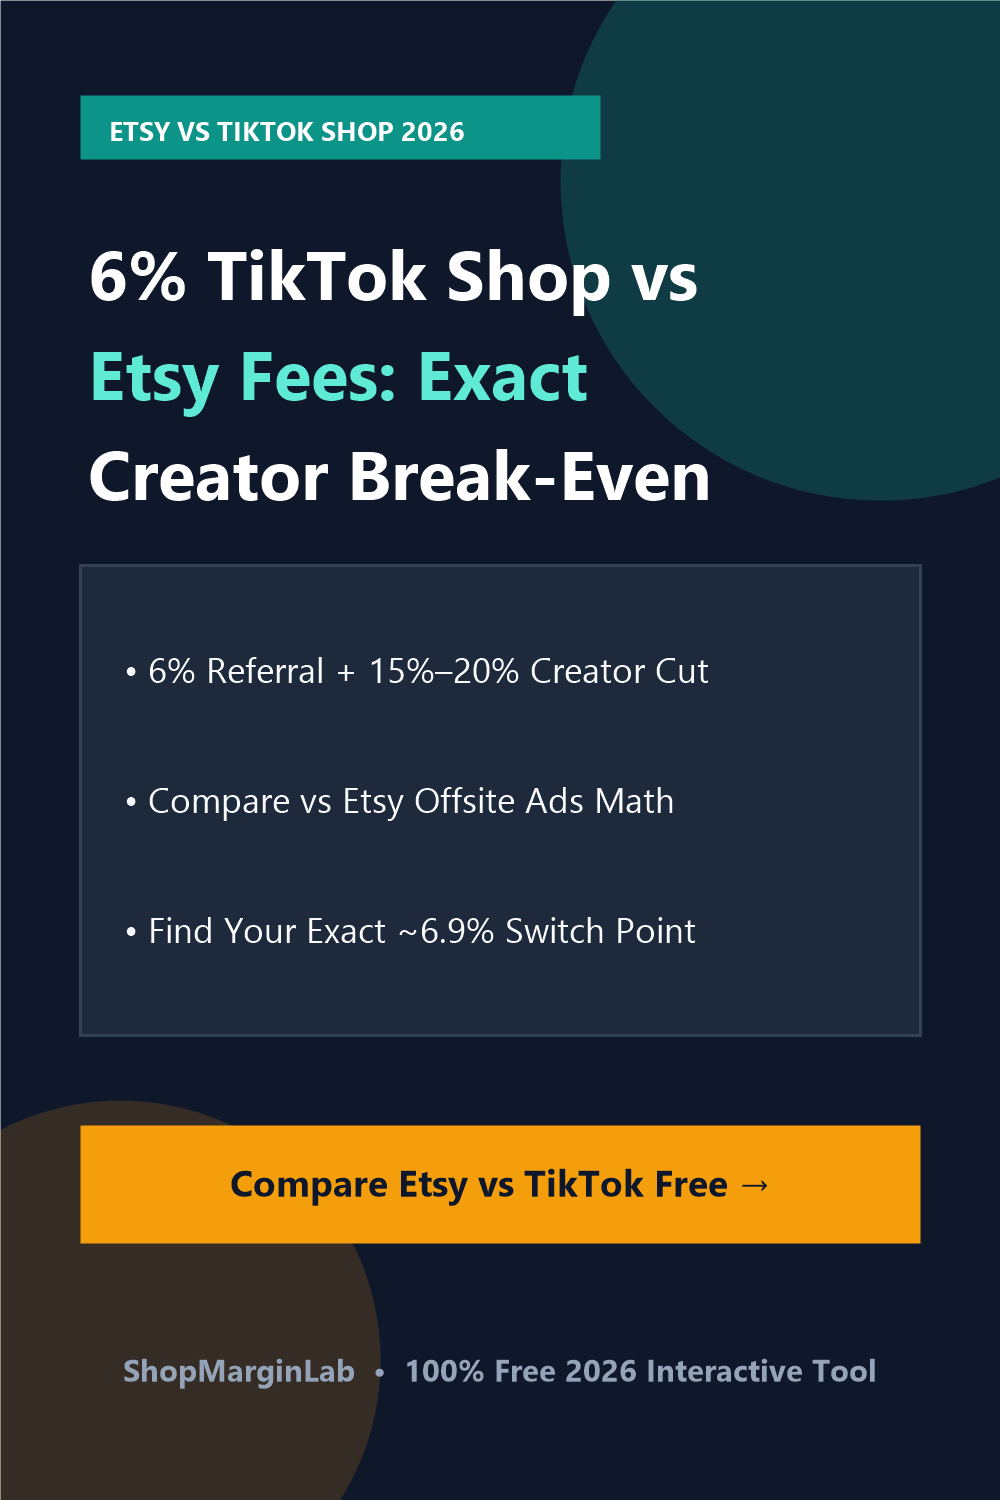 ETSY VS TIKTOK SHOP 2026
6% TikTok Shop vs
Etsy Fees: Exact
Creator Break-Even
• 6% Referral + 15%–20% Creator Cut
• Compare vs Etsy Offsite Ads Math
• Find Your Exact ~6.9% Switch Point
Compare Etsy vs TikTok Free →
ShopMarginLab • 100% Free 2026 Interactive Tool